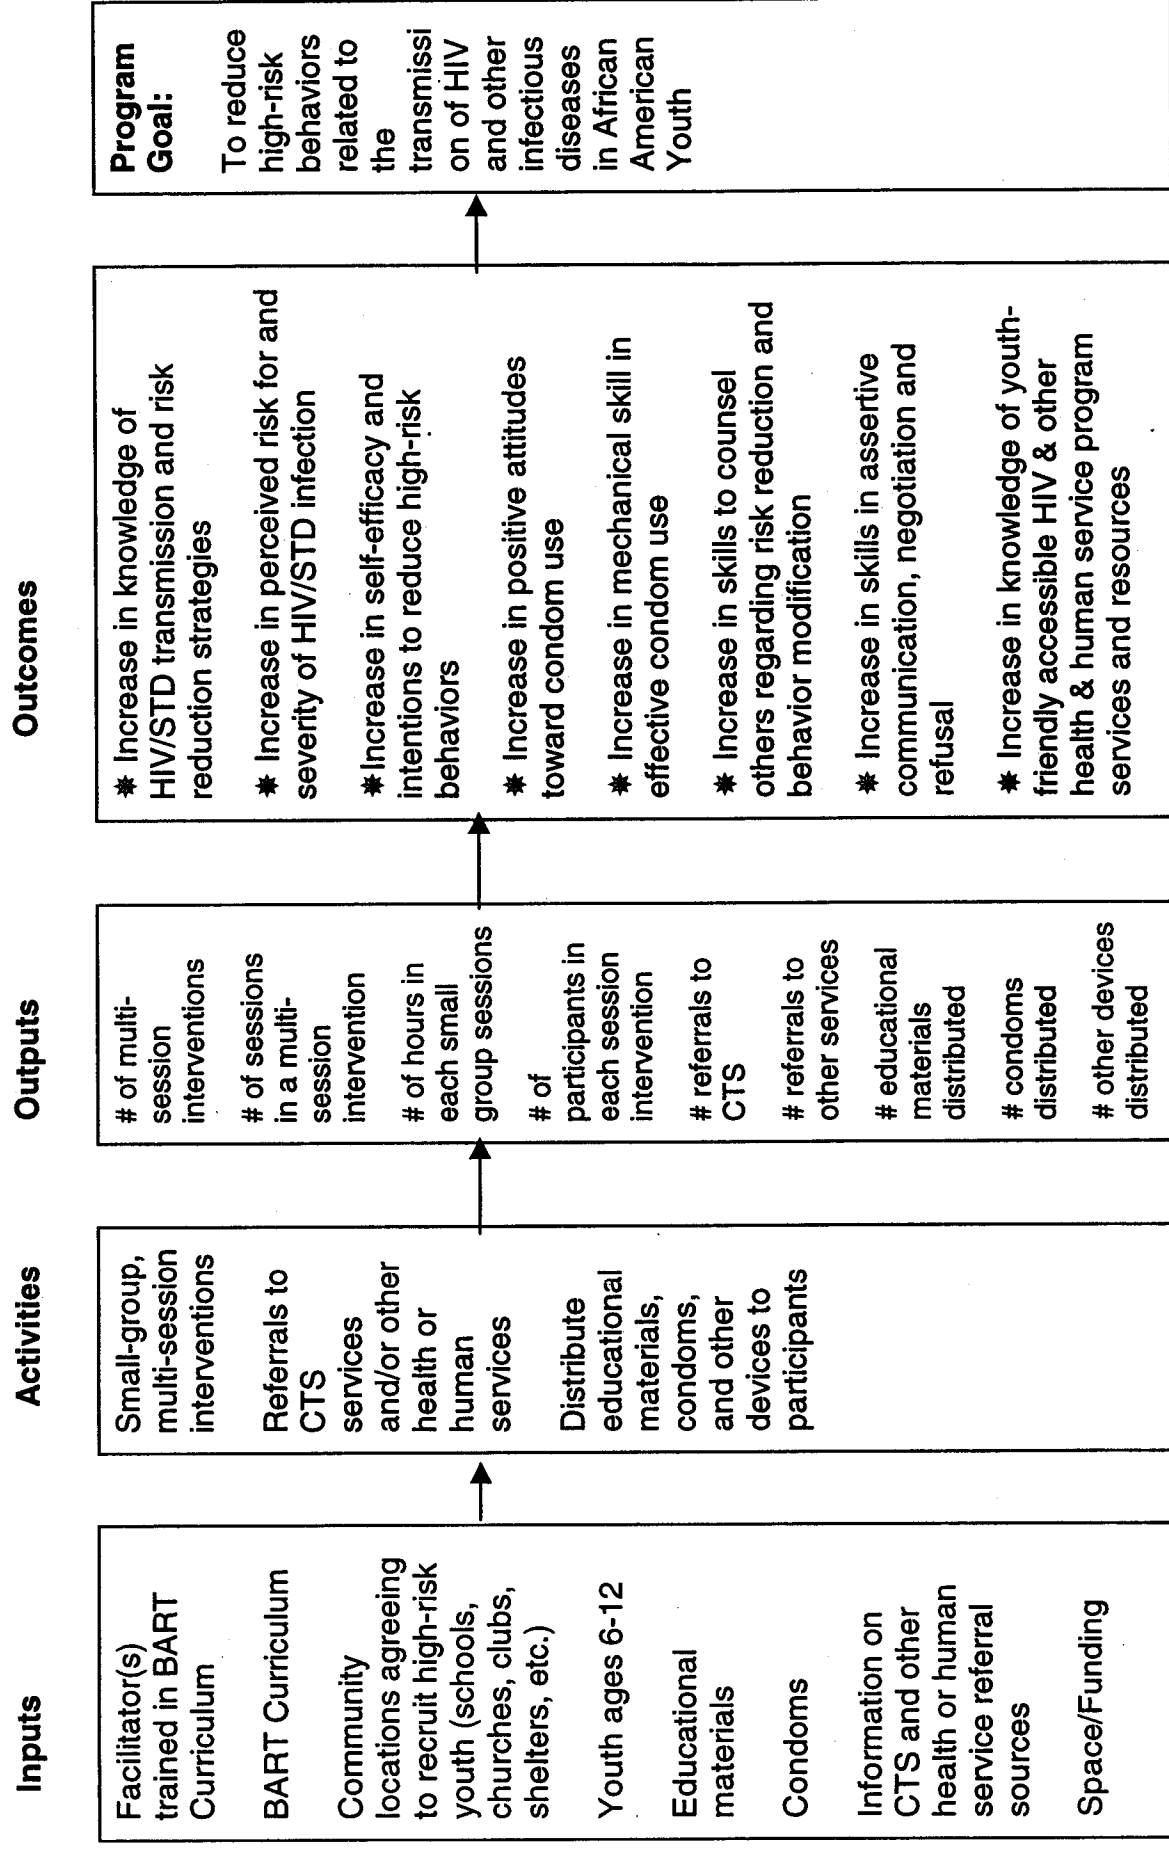 Inputs
Facilitator(s)
trained in BART
Curriculum
BART Curriculum
Community
locations agreeing
to recruit high-risk
youth (schools,
churches, clubs,
shelters, etc.)
Youth ages 6-12
Educational
materials
Condoms
Information on
CTS and other
health or human
service referral
sources
Space/Funding
Activities
Small-group,
multi-session
interventions
Referrals to
CTS
services
and/or other
health or
human
services
Distribute
educational
materials,
condoms,
and other
devices to
participants
Outputs
# of multi-
session
interventions
# of sessions
in a multi-
session
intervention
# of hours in
each small
group sessions
# of
participants in
each session
intervention
# referrals to
CTS
# referrals to
other services
# educational
materials
distributed
# condoms
distributed
# other devices
distributed
Outcomes
✷ Increase in knowledge of
HIV/STD transmission and risk
reduction strategies
✷ Increase in perceived risk for and
severity of HIV/STD infection
✷Increase in self-efficacy and
intentions to reduce high-risk
behaviors
✷ Increase in positive attitudes
toward condom use
✷ Increase in mechanical skill in
effective condom use
✷ Increase in skills to counsel
others regarding risk reduction and
behavior modification
✷ Increase in skills in assertive
communication, negotiation and
refusal
✷ Increase in knowledge of youth-
friendly accessible HIV & other
health & human service program
services and resources
Program
Goal:
To reduce
high-risk
behaviors
related to
the
transmissi
on of HIV
and other
infectious
diseases
in African
American
Youth